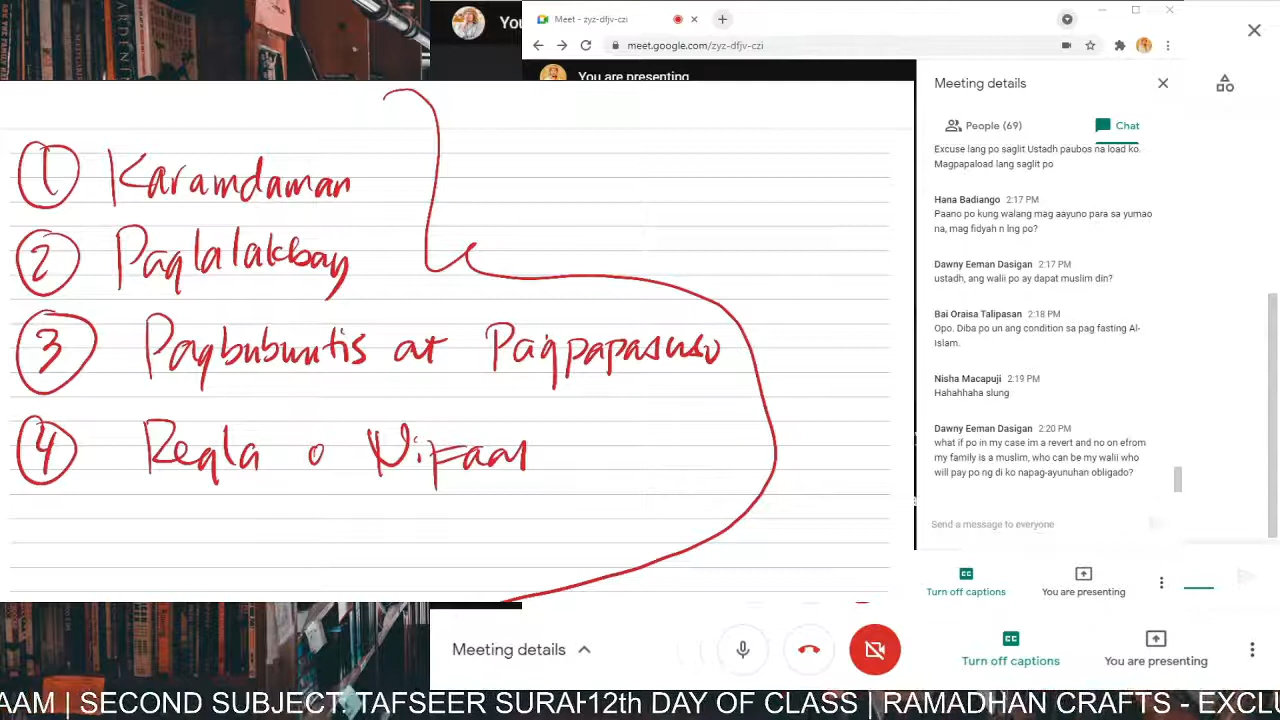 You
Meet - zyz-dfjv-czi
meet.google.com/zyz-dfjv-czi
You are presenting
1 Karamdaman
2 Paglalakbay
3 Pagbubuntis at Pagpapasuso
4 Regla o Nifaas
Meeting details
People (69)
Chat
Excuse lang po saglit Ustadh paubos na load ko.
Magpapaload lang saglit po
Hana Badiango 2:17 PM
Paano po kung walang mag aayuno para sa yumao
na, mag fidyah n lng po?
Dawny Eeman Dasigan 2:17 PM
ustadh, ang walii po ay dapat muslim din?
Bai Oraisa Talipasan 2:18 PM
Opo. Diba po un ang condition sa pag fasting Al-
Islam.
Nisha Macapuji 2:19 PM
Hahahhaha slung
Dawny Eeman Dasigan 2:20 PM
what if po in my case im a revert and no on efrom
my family is a muslim, who can be my walii who
will pay po ng di ko napag-ayunuhan obligado?
Send a message to everyone
CC
Turn off captions
You are presenting
Meeting details
CC
Turn off captions
You are presenting
AAM | SECOND SUBJECT: TAFSEER SURAH
12th DAY OF CLASS | RAMADHAN CRAFTS - EXCLU